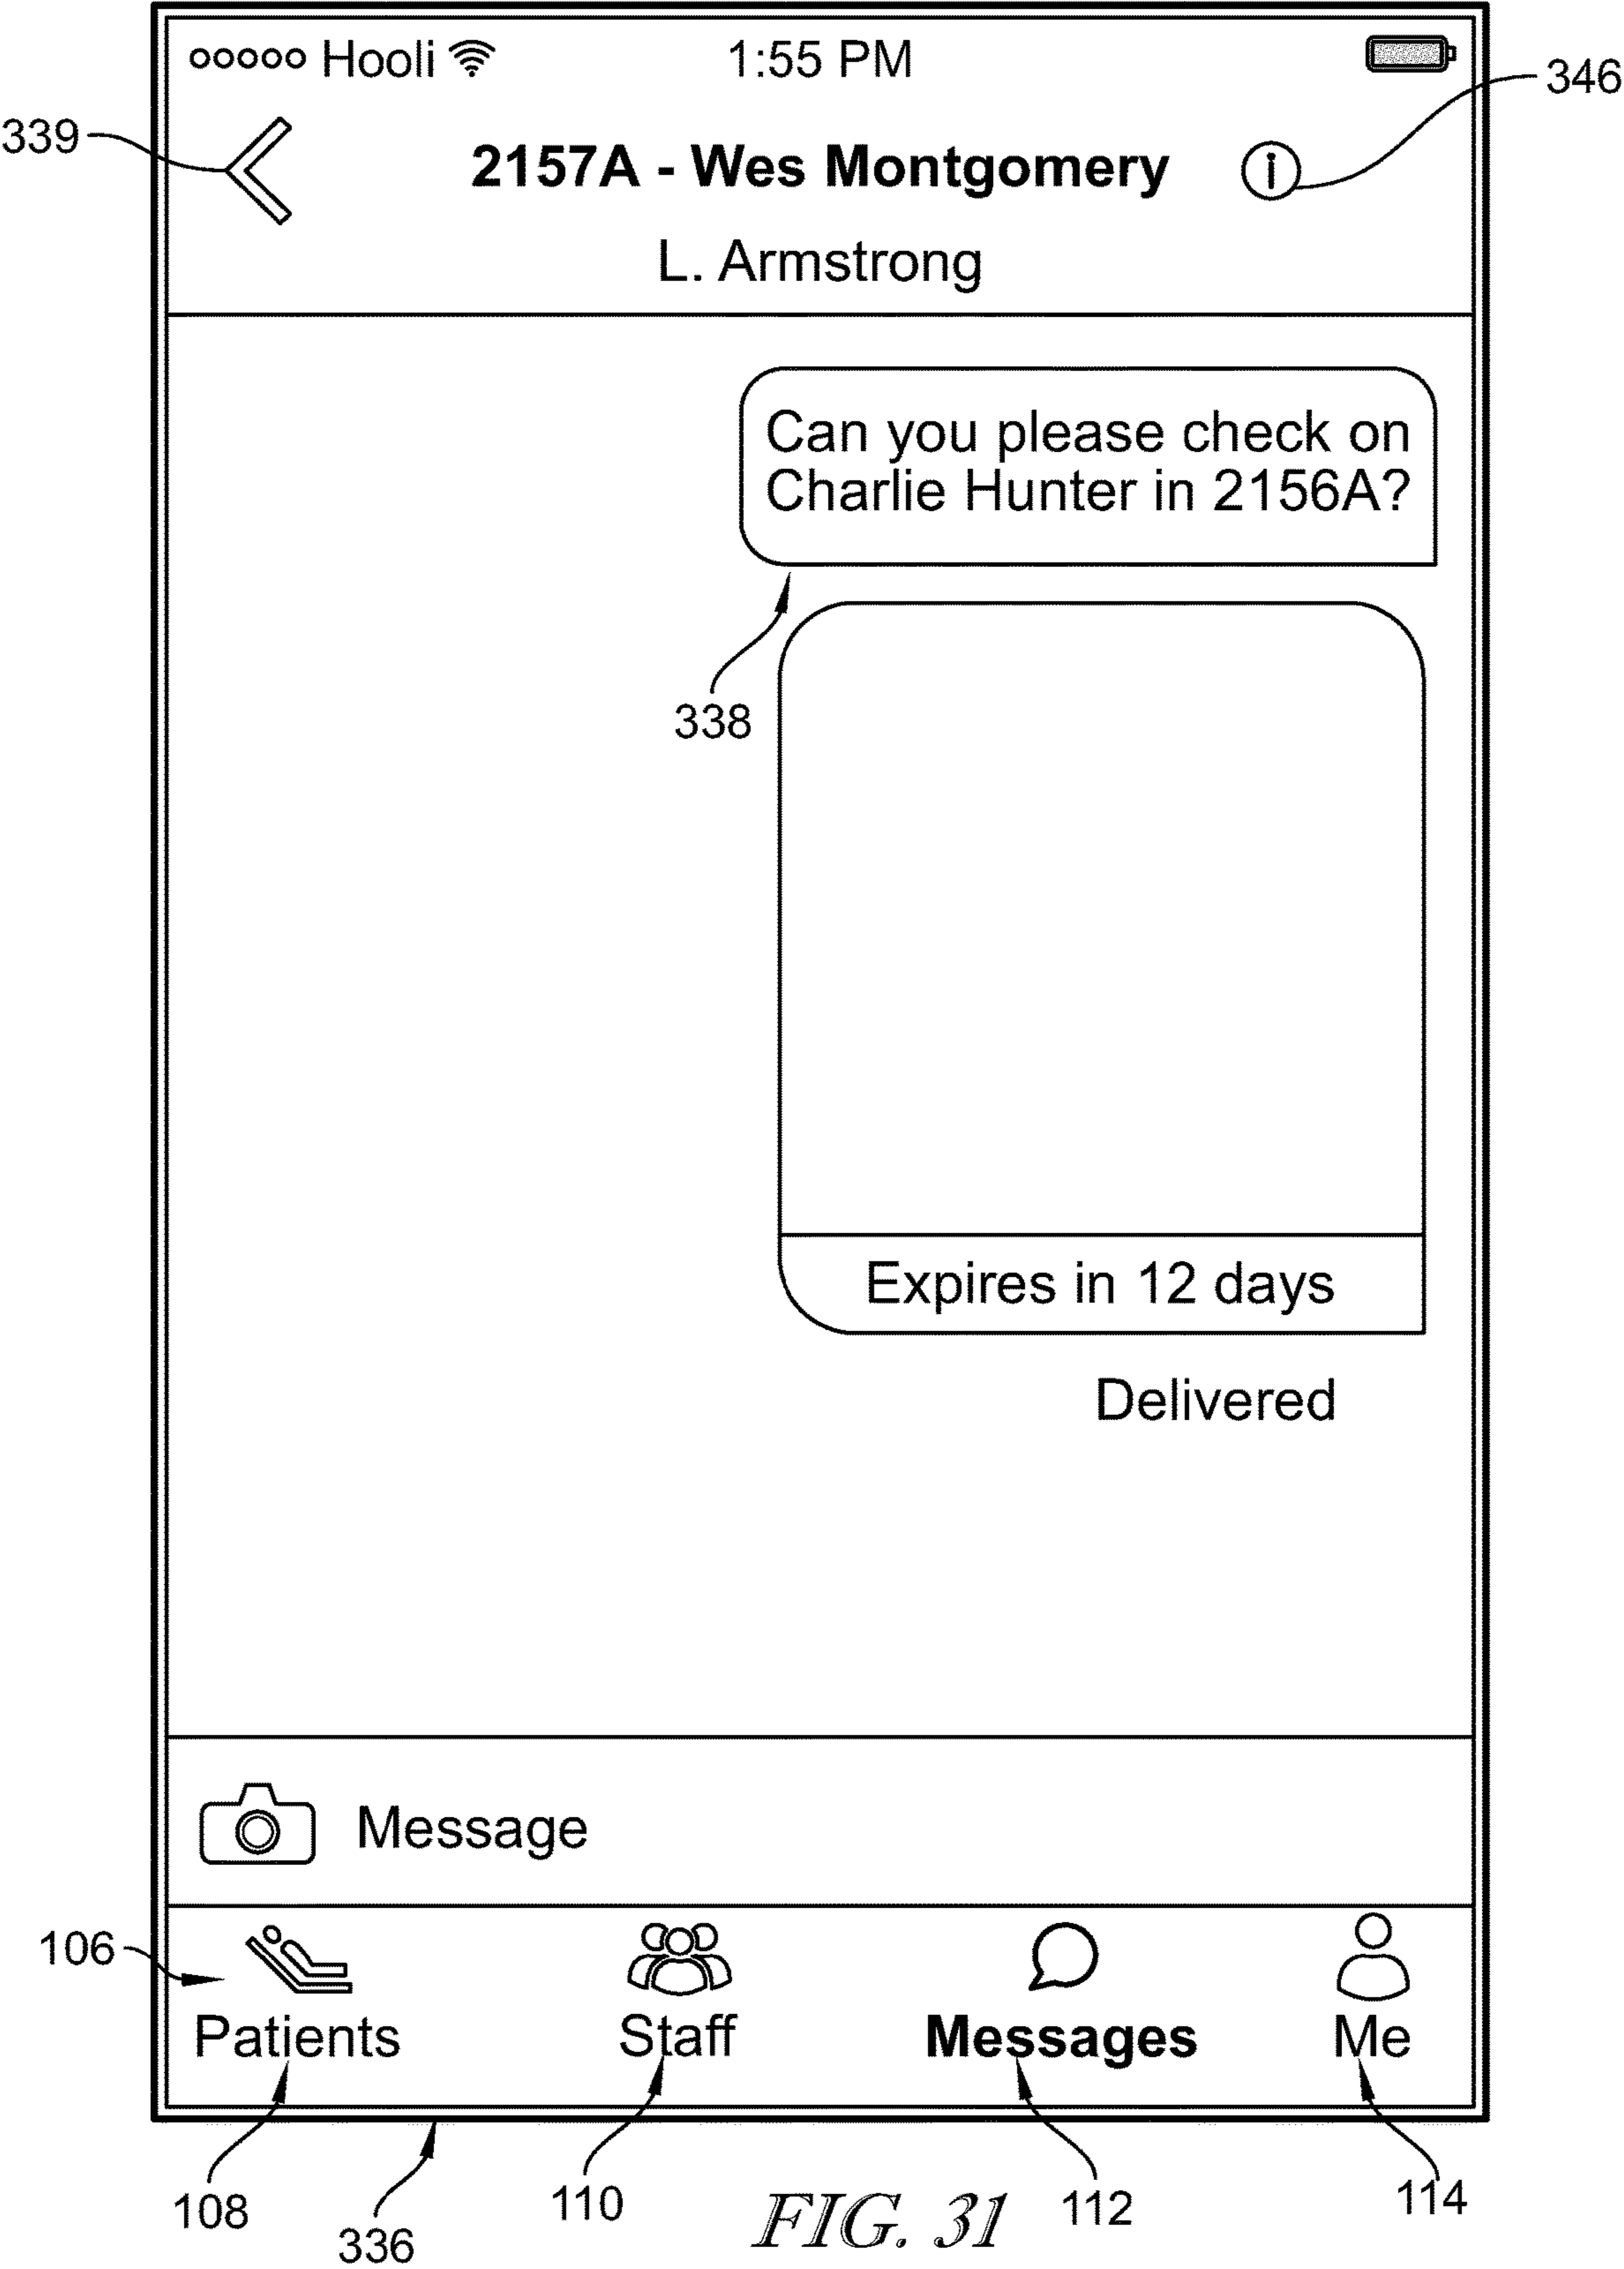 Hooli 1:55 PM
346
339
2157A - Wes Montgomery
L. Armstrong
Can you please check on
Charlie Hunter in 2156A?
338
Expires in 12 days
Delivered
Message
106
Patients Staff Messages Me
108 336 110 FIG. 31 112 114